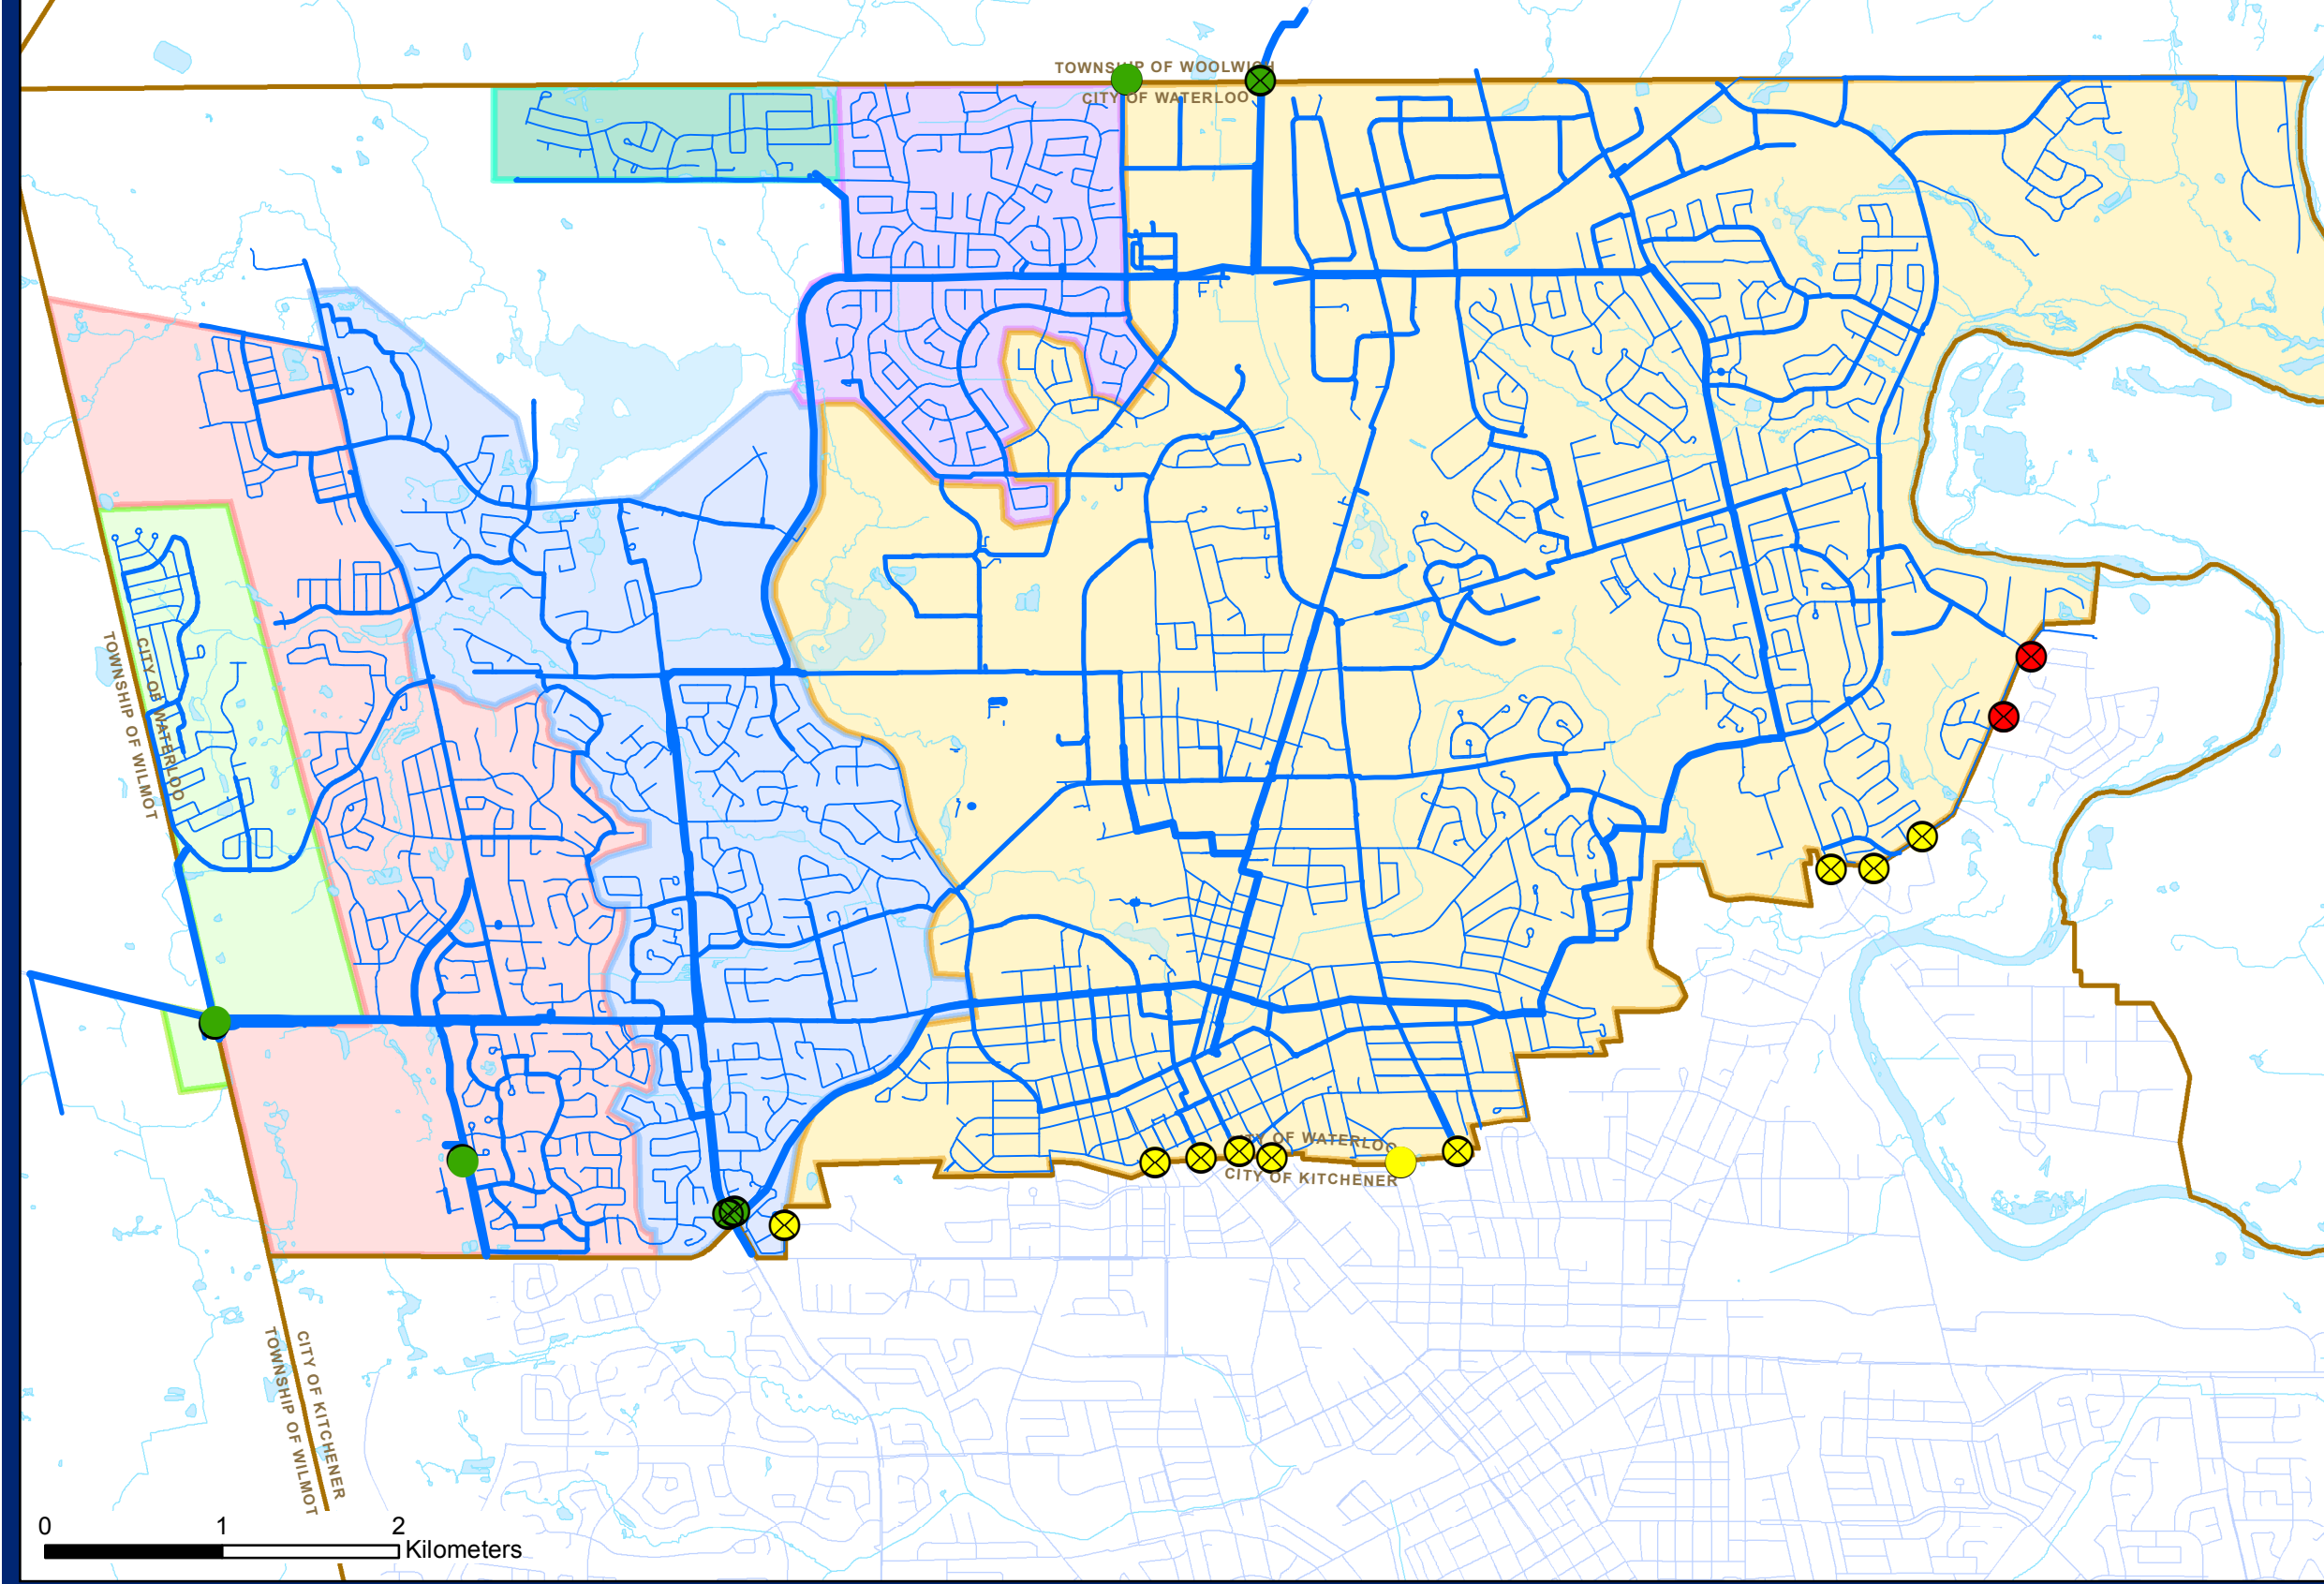 TOWNSHIP OF WOOLWICH
CITY OF WATERLOO
CITY OF WATERLOO
TOWNSHIP OF WILMOT
CITY OF WATERLOO
CITY OF KITCHENER
CITY OF KITCHENER
TOWNSHIP OF WILMOT
0 1 2
Kilometers